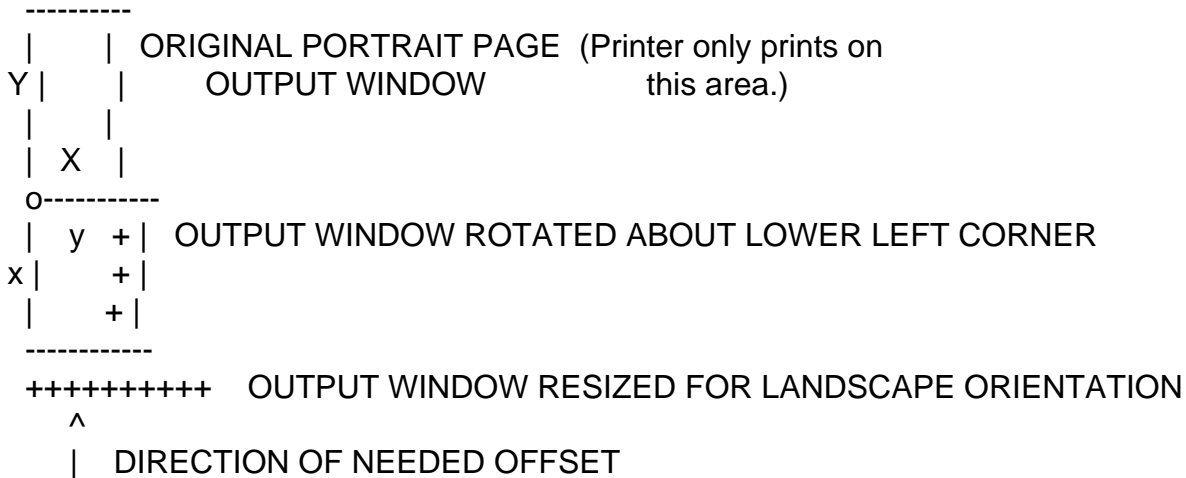 ----------
|        | ORIGINAL PORTRAIT PAGE  (Printer only prints on
Y |        |        OUTPUT WINDOW                this area.)
|        |
|   X   |
o-----------
|    y   + |   OUTPUT WINDOW ROTATED ABOUT LOWER LEFT CORNER
x |        + |
|        + |
------------
++++++++++    OUTPUT WINDOW RESIZED FOR LANDSCAPE ORIENTATION
^
|    DIRECTION OF NEEDED OFFSET